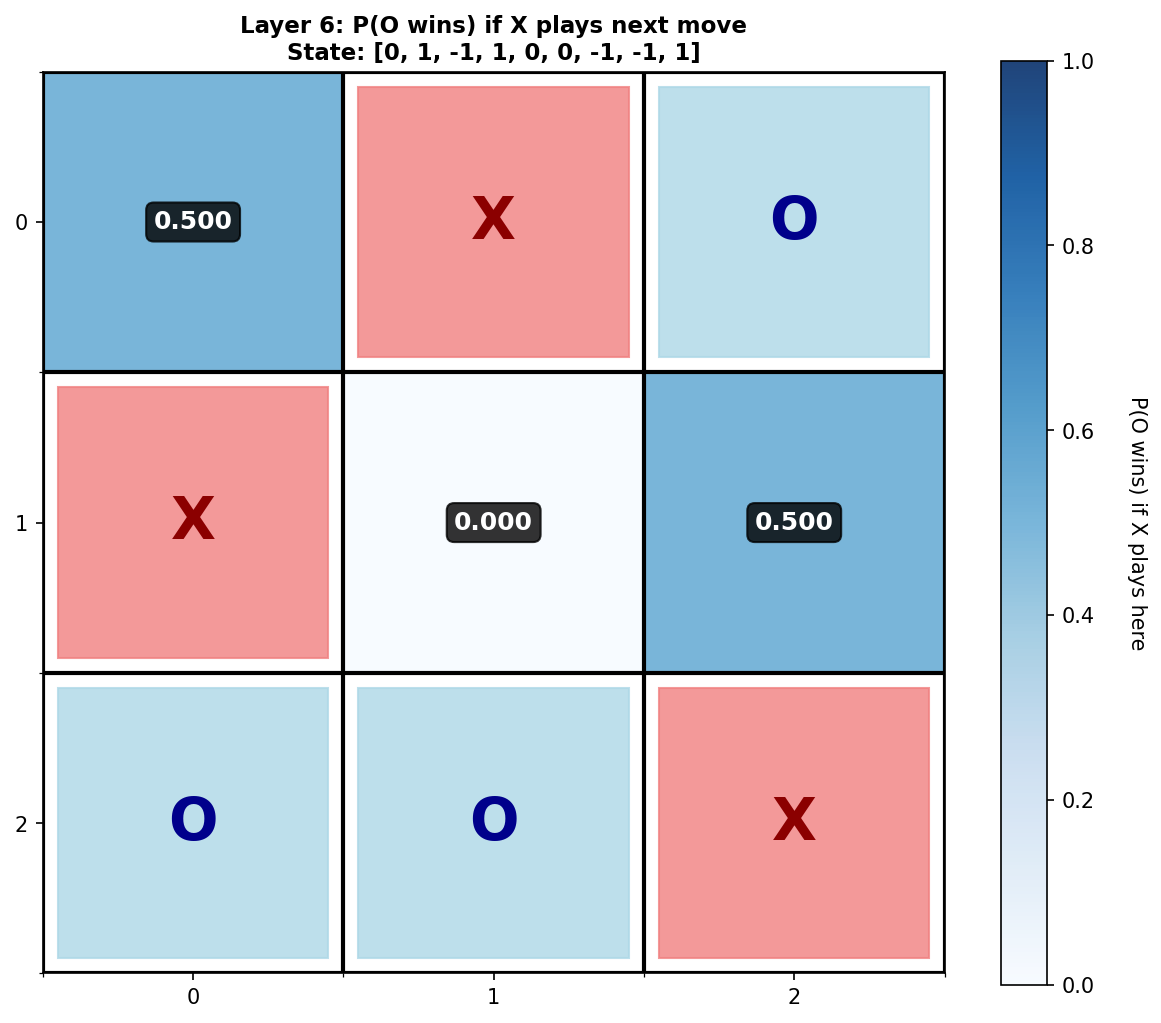 Layer 6: P(O wins) if X plays next move
State: [0, 1, -1, 1, 0, 0, -1, -1, 1]
0
0.500
X
O
1
X
0.000
0.500
2
O
O
X
0
1
2
1.0
0.8
0.6
0.4
0.2
0.0
P(O wins) if X plays here